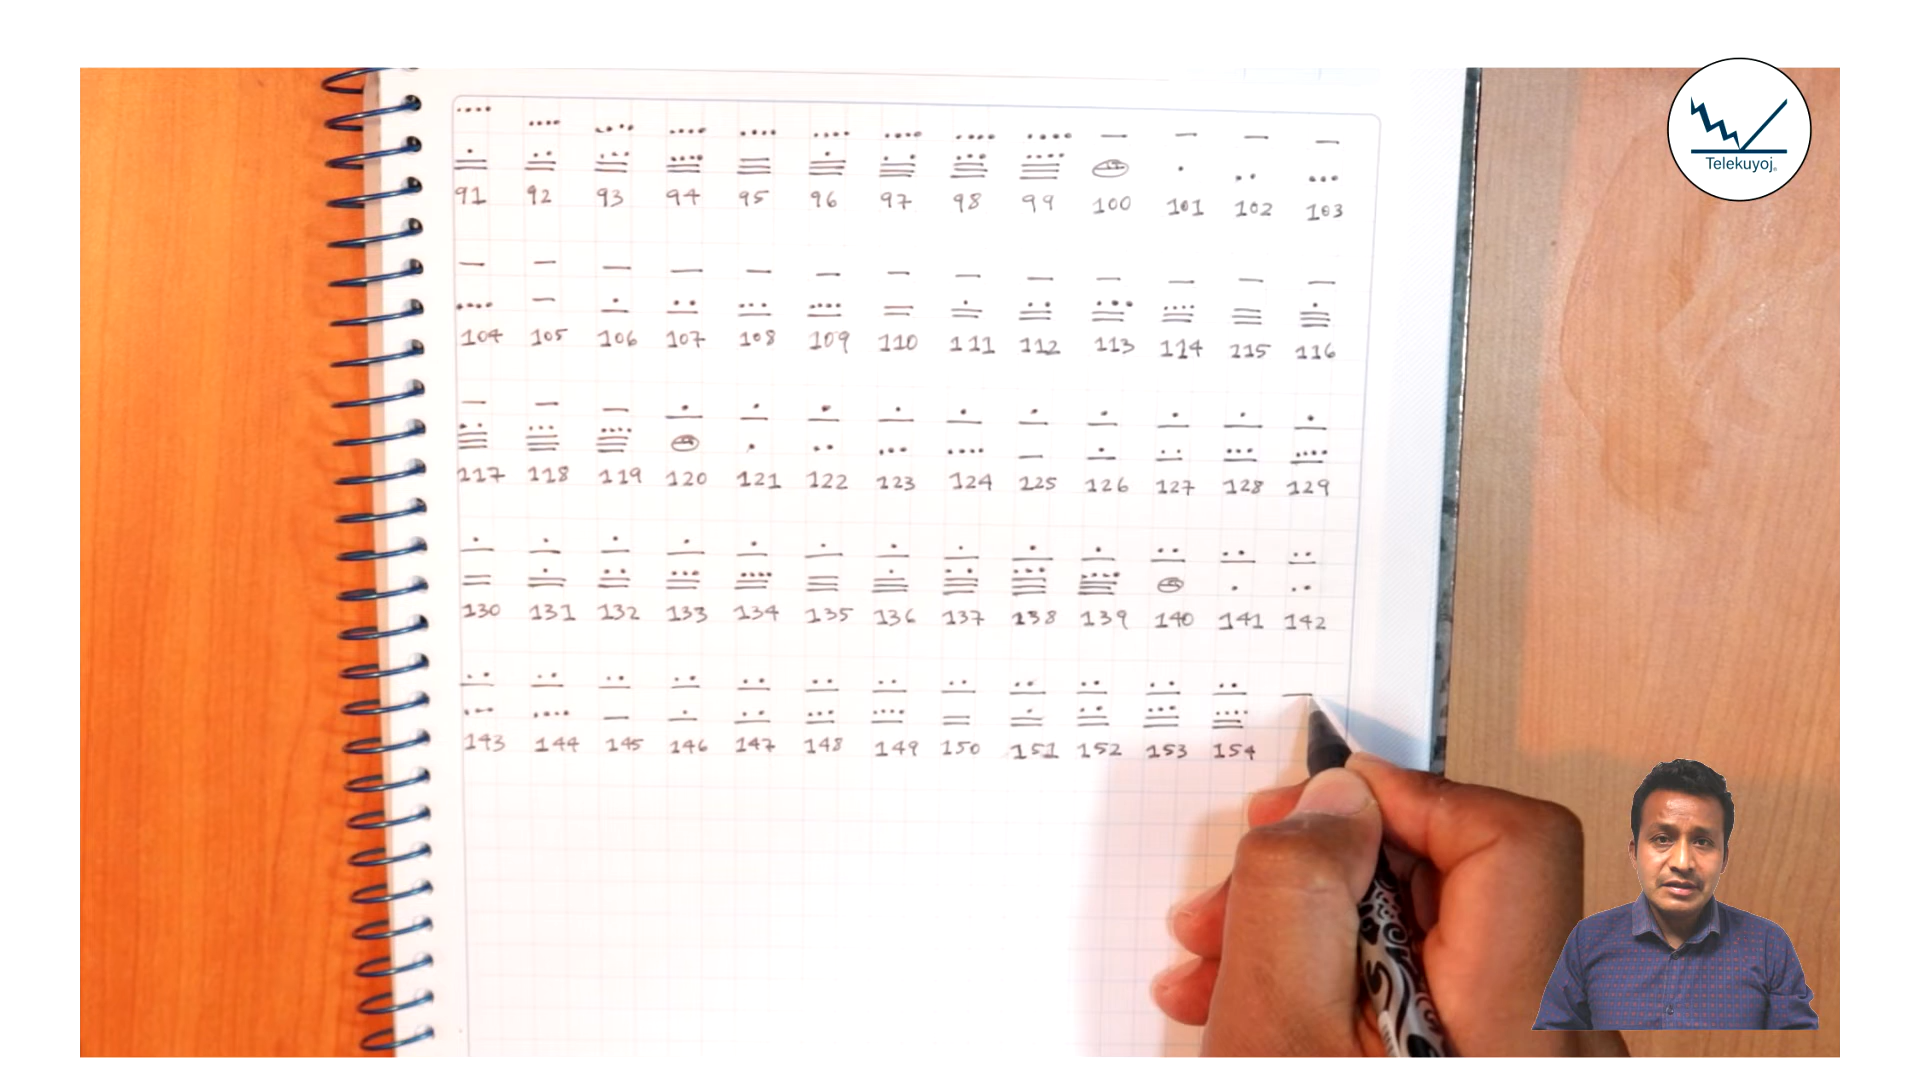 Telekuyoj
91 92 93 94 95 96 97 98 99 100 101 102 103
104 105 106 107 108 109 110 111 112 113 114 115 116
117 118 119 120 121 122 123 124 125 126 127 128 129
130 131 132 133 134 135 136 137 138 139 140 141 142
143 144 145 146 147 148 149 150 151 152 153 154